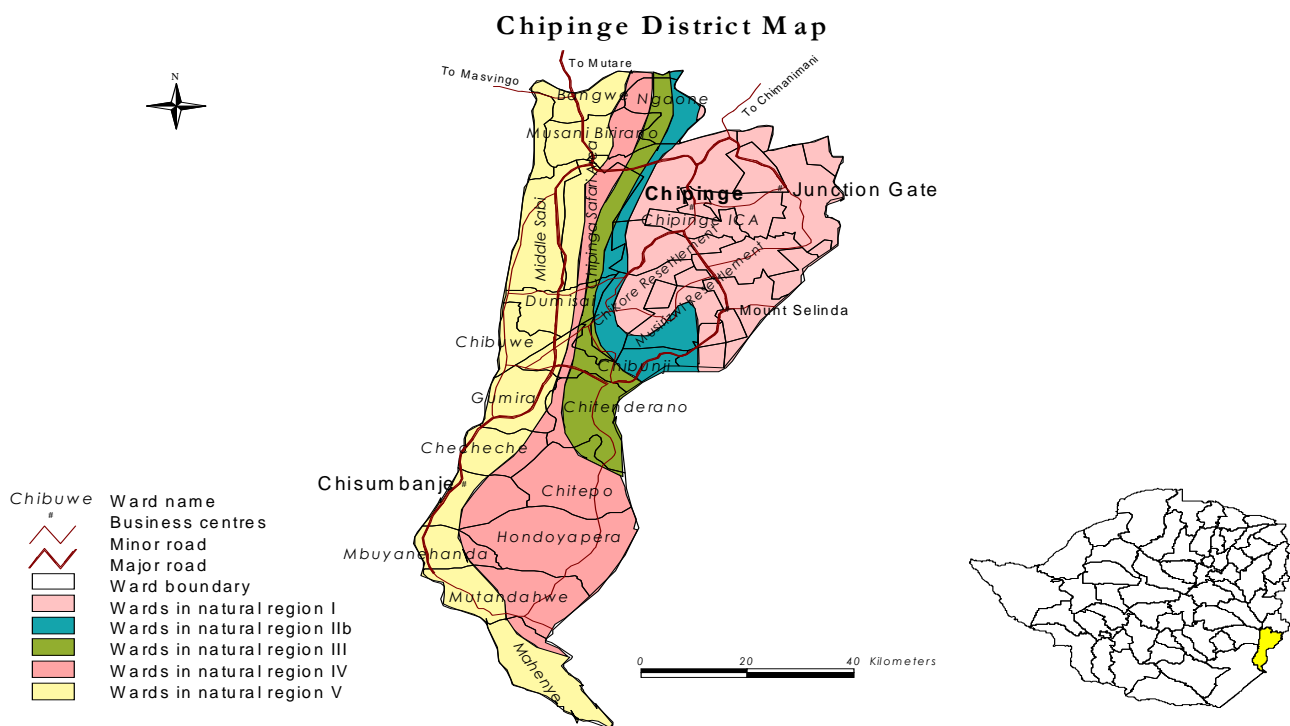 Chipinge District Map
N
To Masvingo
To Mutare
To Chimanimani
Bangwe
Ngaone
Musani
Birirano
Chipinga Safari Area
Middle Sabi
Chipinge
Junction Gate
Chipinge ICA
Chikore Resettlement
Musirizwi Resettlement
Dumisai
Mount Selinda
Chibuwe
Chibunji
Gumira
Chitenderano
Checheche
Chisumbanje
Chitepo
Hondoyapera
Mbuyanehanda
Mutandahwe
Mahenye
Chibuwe Ward name
Business centres
Minor road
Major road
Ward boundary
Wards in natural region I
Wards in natural region IIb
Wards in natural region III
Wards in natural region IV
Wards in natural region V
0 20 40 Kilometers